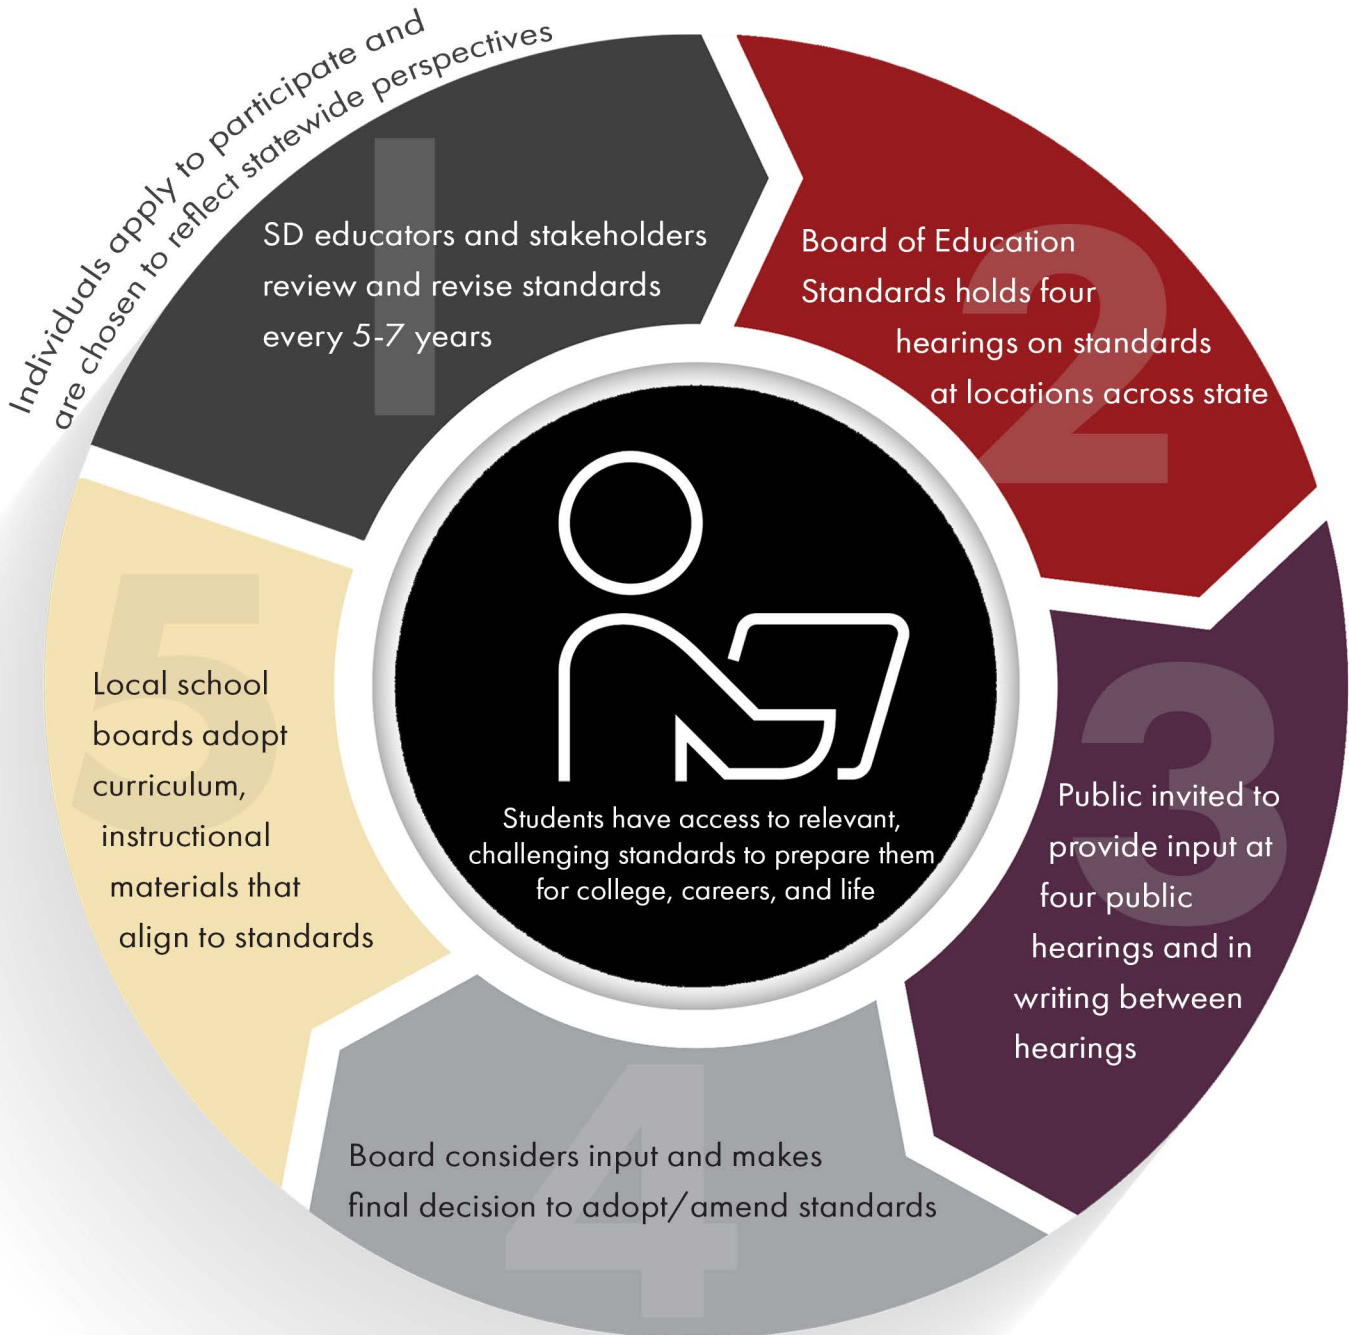 Individuals apply to participate and
are chosen to reflect statewide perspectives
1
SD educators and stakeholders
review and revise standards
every 5-7 years
2
Board of Education
Standards holds four
hearings on standards
at locations across state
3
Public invited to
provide input at
four public
hearings and in
writing between
hearings
4
Board considers input and makes
final decision to adopt/amend standards
5
Local school
boards adopt
curriculum,
instructional
materials that
align to standards
Students have access to relevant,
challenging standards to prepare them
for college, careers, and life